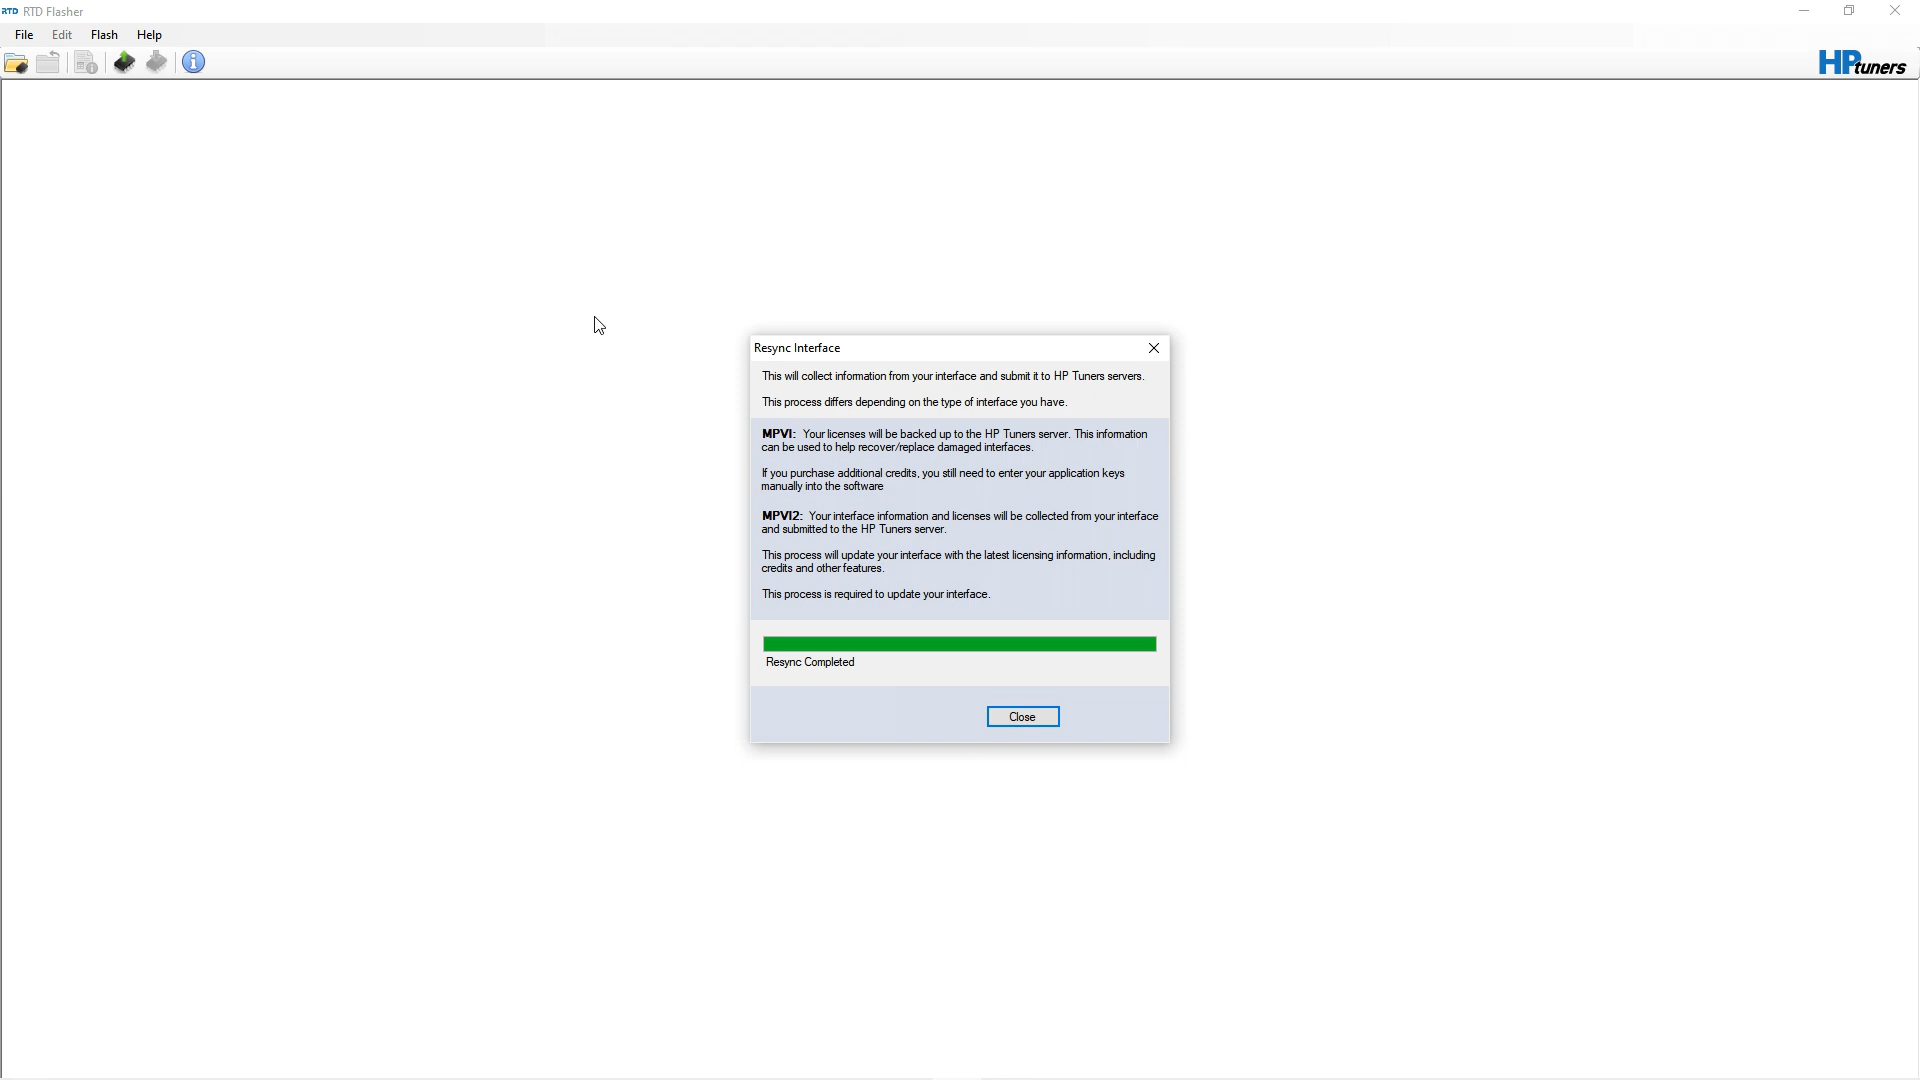 RTD RTD Flasher
File Edit Flash Help
HPtuners
Resync Interface
This will collect information from your interface and submit it to HP Tuners servers.
This process differs depending on the type of interface you have.
MPVI: Your licenses will be backed up to the HP Tuners server. This information
can be used to help recover/replace damaged interfaces.
If you purchase additional credits, you still need to enter your application keys
manually into the software
MPVI2: Your interface information and licenses will be collected from your interface
and submitted to the HP Tuners server.
This process will update your interface with the latest licensing information, including
credits and other features.
This process is required to update your interface.
Resync Completed
Close